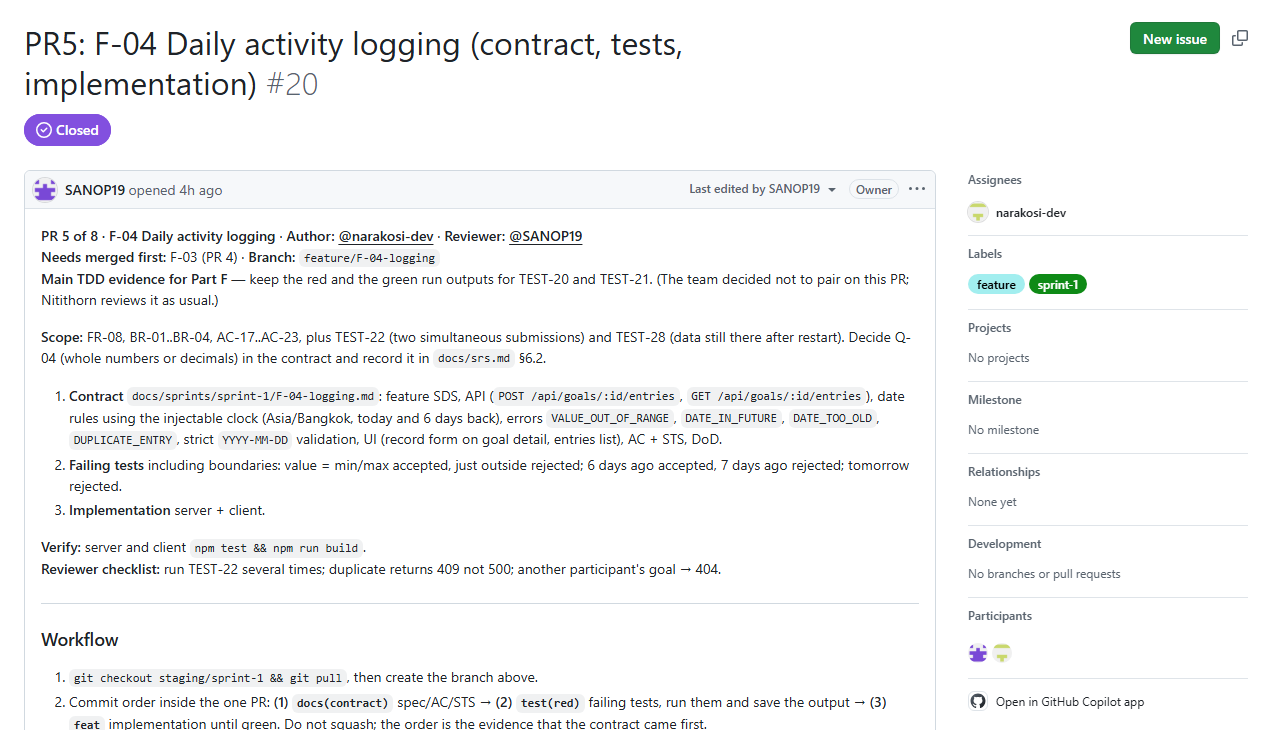 PR5: F-04 Daily activity logging (contract, tests,
implementation) #20
New issue
Closed
SANOP19 opened 4h ago
Last edited by SANOP19
Owner
PR 5 of 8 · F-04 Daily activity logging · Author: @narakosi-dev · Reviewer: @SANOP19
Needs merged first: F-03 (PR 4) · Branch: feature/F-04-logging
Main TDD evidence for Part F — keep the red and the green run outputs for TEST-20 and TEST-21. (The team decided not to pair on this PR;
Nitithorn reviews it as usual.)
Scope: FR-08, BR-01..BR-04, AC-17..AC-23, plus TEST-22 (two simultaneous submissions) and TEST-28 (data still there after restart). Decide Q-
04 (whole numbers or decimals) in the contract and record it in docs/srs.md §6.2.
1. Contract docs/sprints/sprint-1/F-04-logging.md: feature SDS, API ( POST /api/goals/:id/entries , GET /api/goals/:id/entries ), date
rules using the injectable clock (Asia/Bangkok, today and 6 days back), errors VALUE_OUT_OF_RANGE , DATE_IN_FUTURE , DATE_TOO_OLD ,
DUPLICATE_ENTRY , strict YYYY-MM-DD validation, UI (record form on goal detail, entries list), AC + STS, DoD.
2. Failing tests including boundaries: value = min/max accepted, just outside rejected; 6 days ago accepted, 7 days ago rejected; tomorrow
rejected.
3. Implementation server + client.
Verify: server and client npm test && npm run build .
Reviewer checklist: run TEST-22 several times; duplicate returns 409 not 500; another participant's goal → 404.
Workflow
1. git checkout staging/sprint-1 && git pull , then create the branch above.
2. Commit order inside the one PR: (1) docs(contract) spec/AC/STS → (2) test(red) failing tests, run them and save the output → (3)
feat implementation until green. Do not squash; the order is the evidence that the contract came first.
Assignees
narakosi-dev
Labels
feature
sprint-1
Projects
No projects
Milestone
No milestone
Relationships
None yet
Development
No branches or pull requests
Participants
Open in GitHub Copilot app